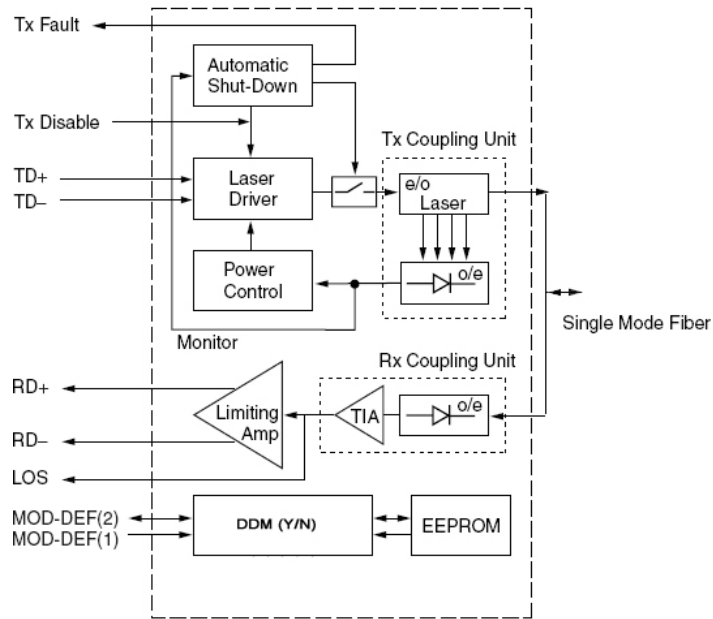 Tx Fault
Automatic
Shut-Down
Tx Disable
Tx Coupling Unit
TD+
TD–
Laser
Driver
e/o
Laser
Power
Control
o/e
Single Mode Fiber
Monitor
Rx Coupling Unit
RD+
RD–
Limiting
Amp
TIA
o/e
LOS
MOD-DEF(2)
MOD-DEF(1)
DDM (Y/N)
EEPROM